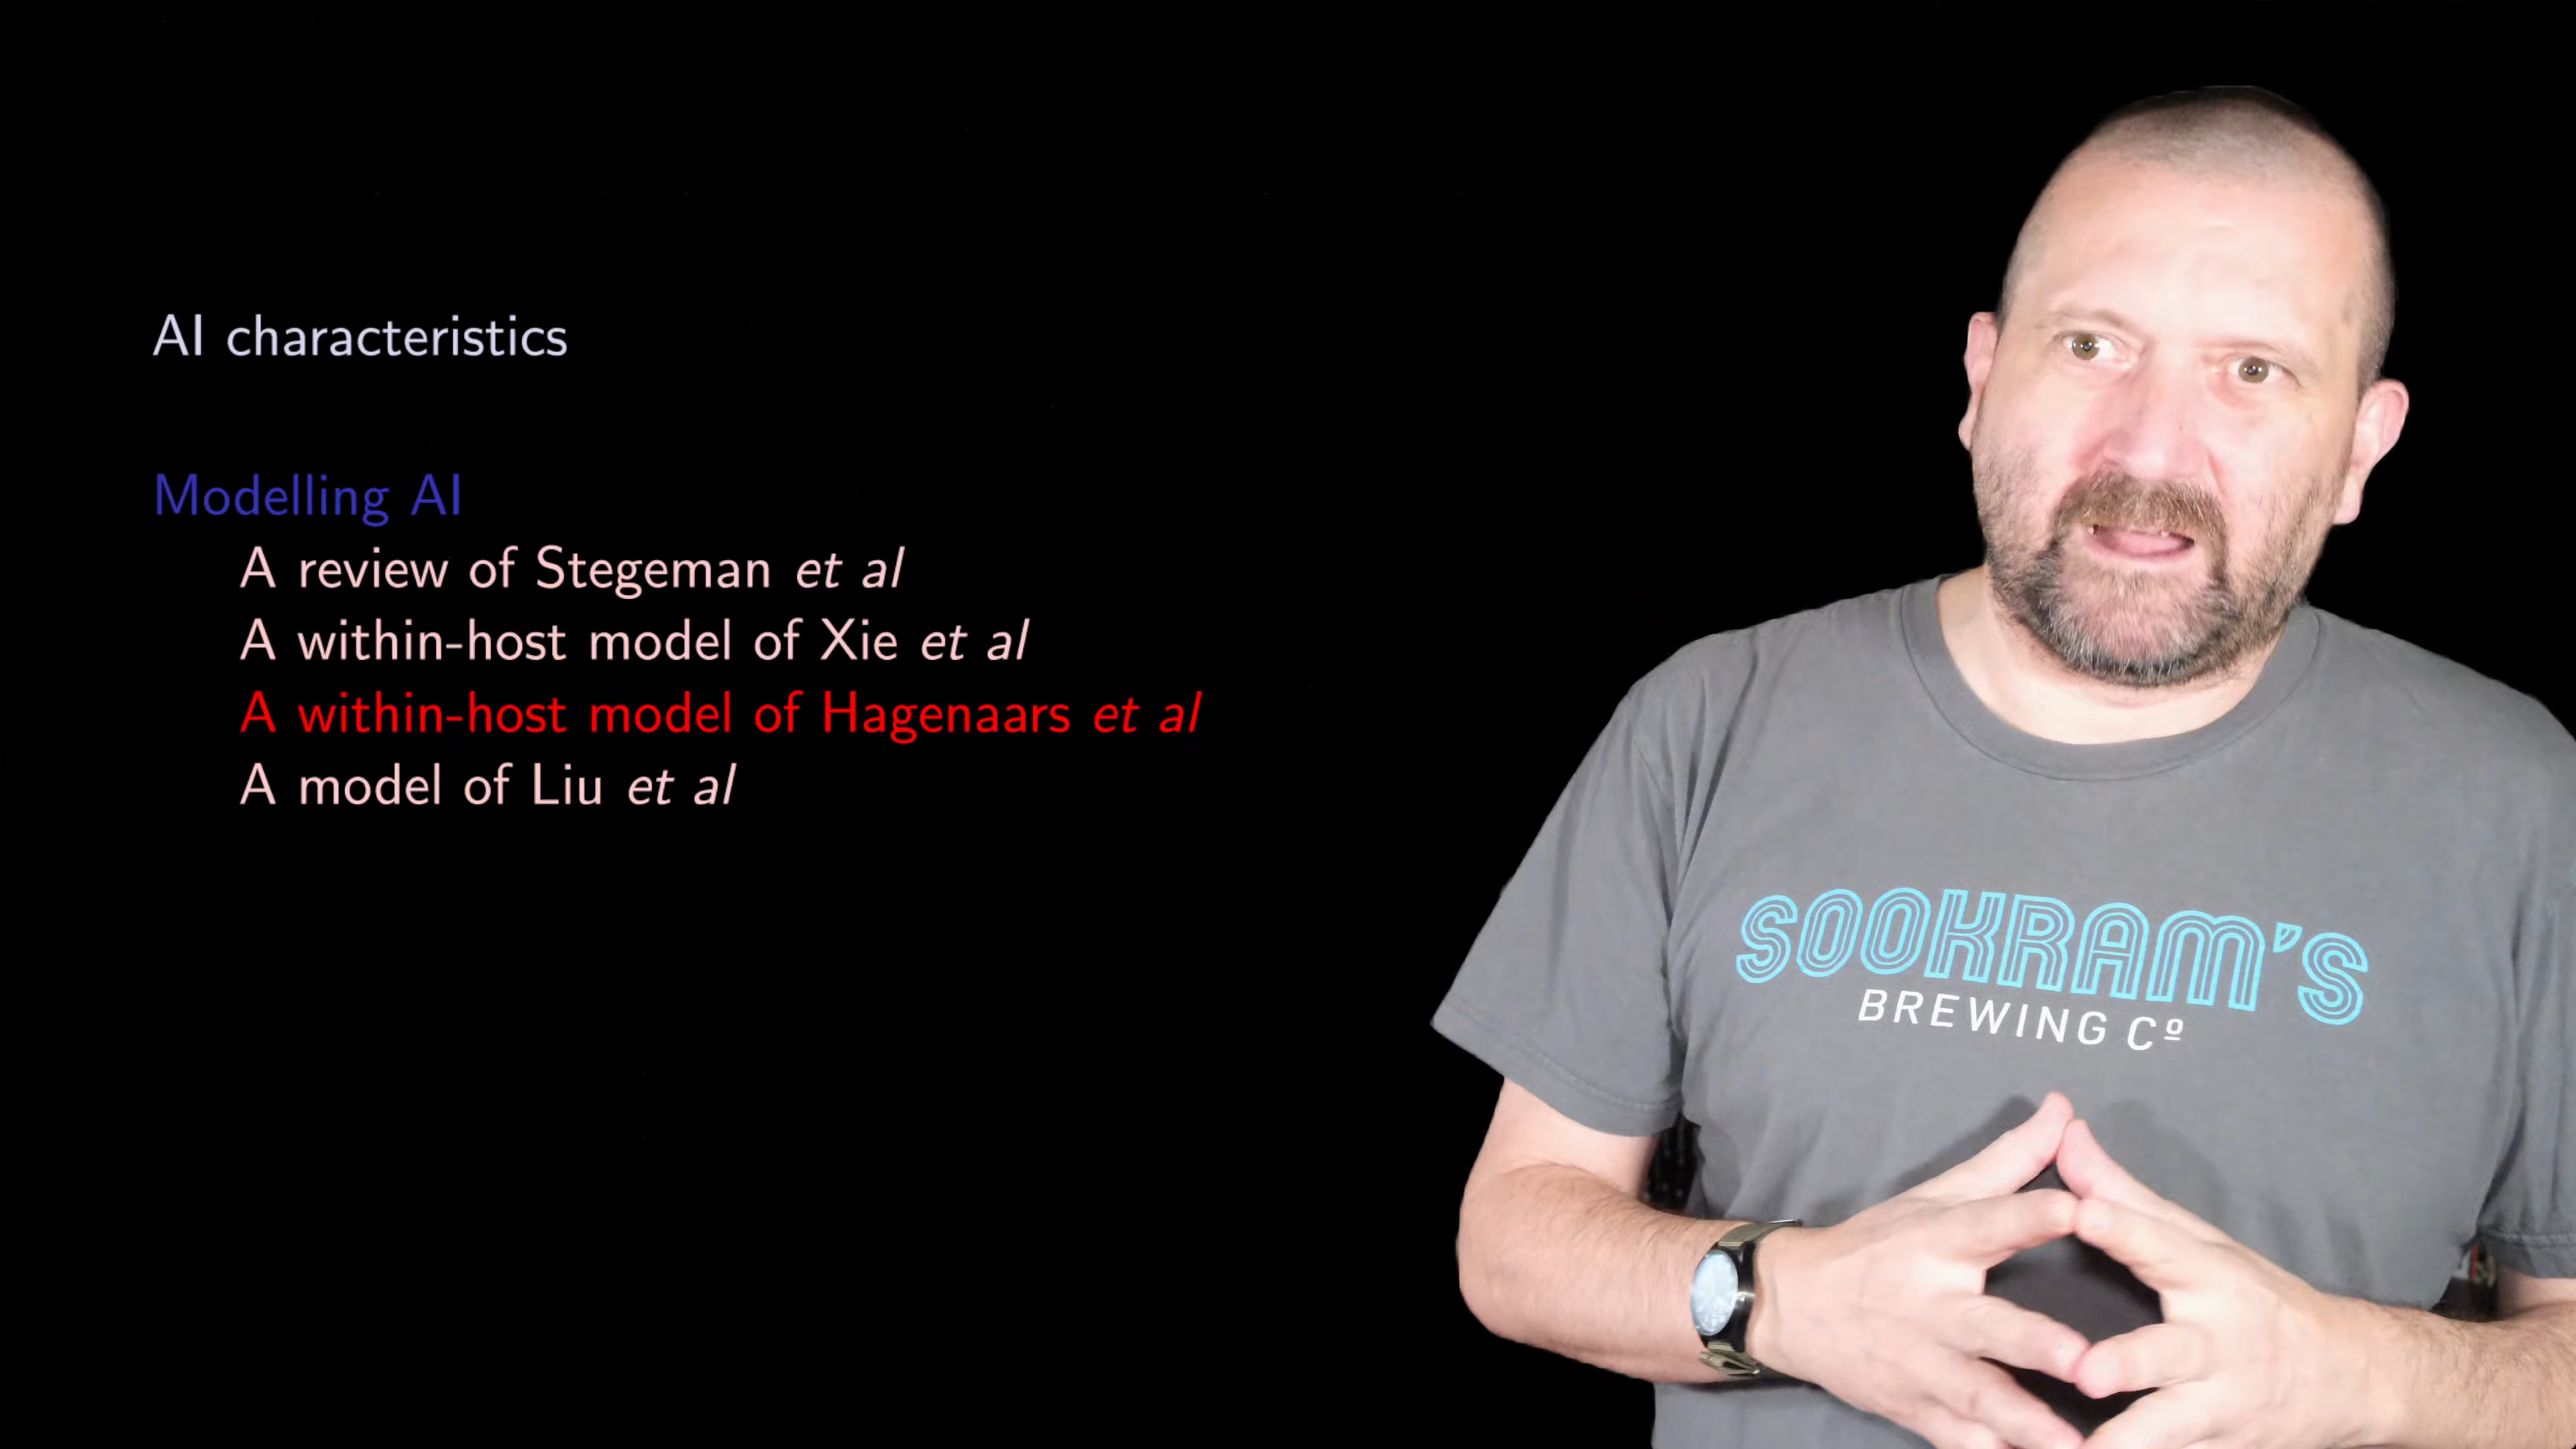 AI characteristics
Modelling AI
A review of Stegeman et al
A within-host model of Xie et al
A within-host model of Hagenaars et al
A model of Liu et al
SOOKRAM'S
BREWING Cº